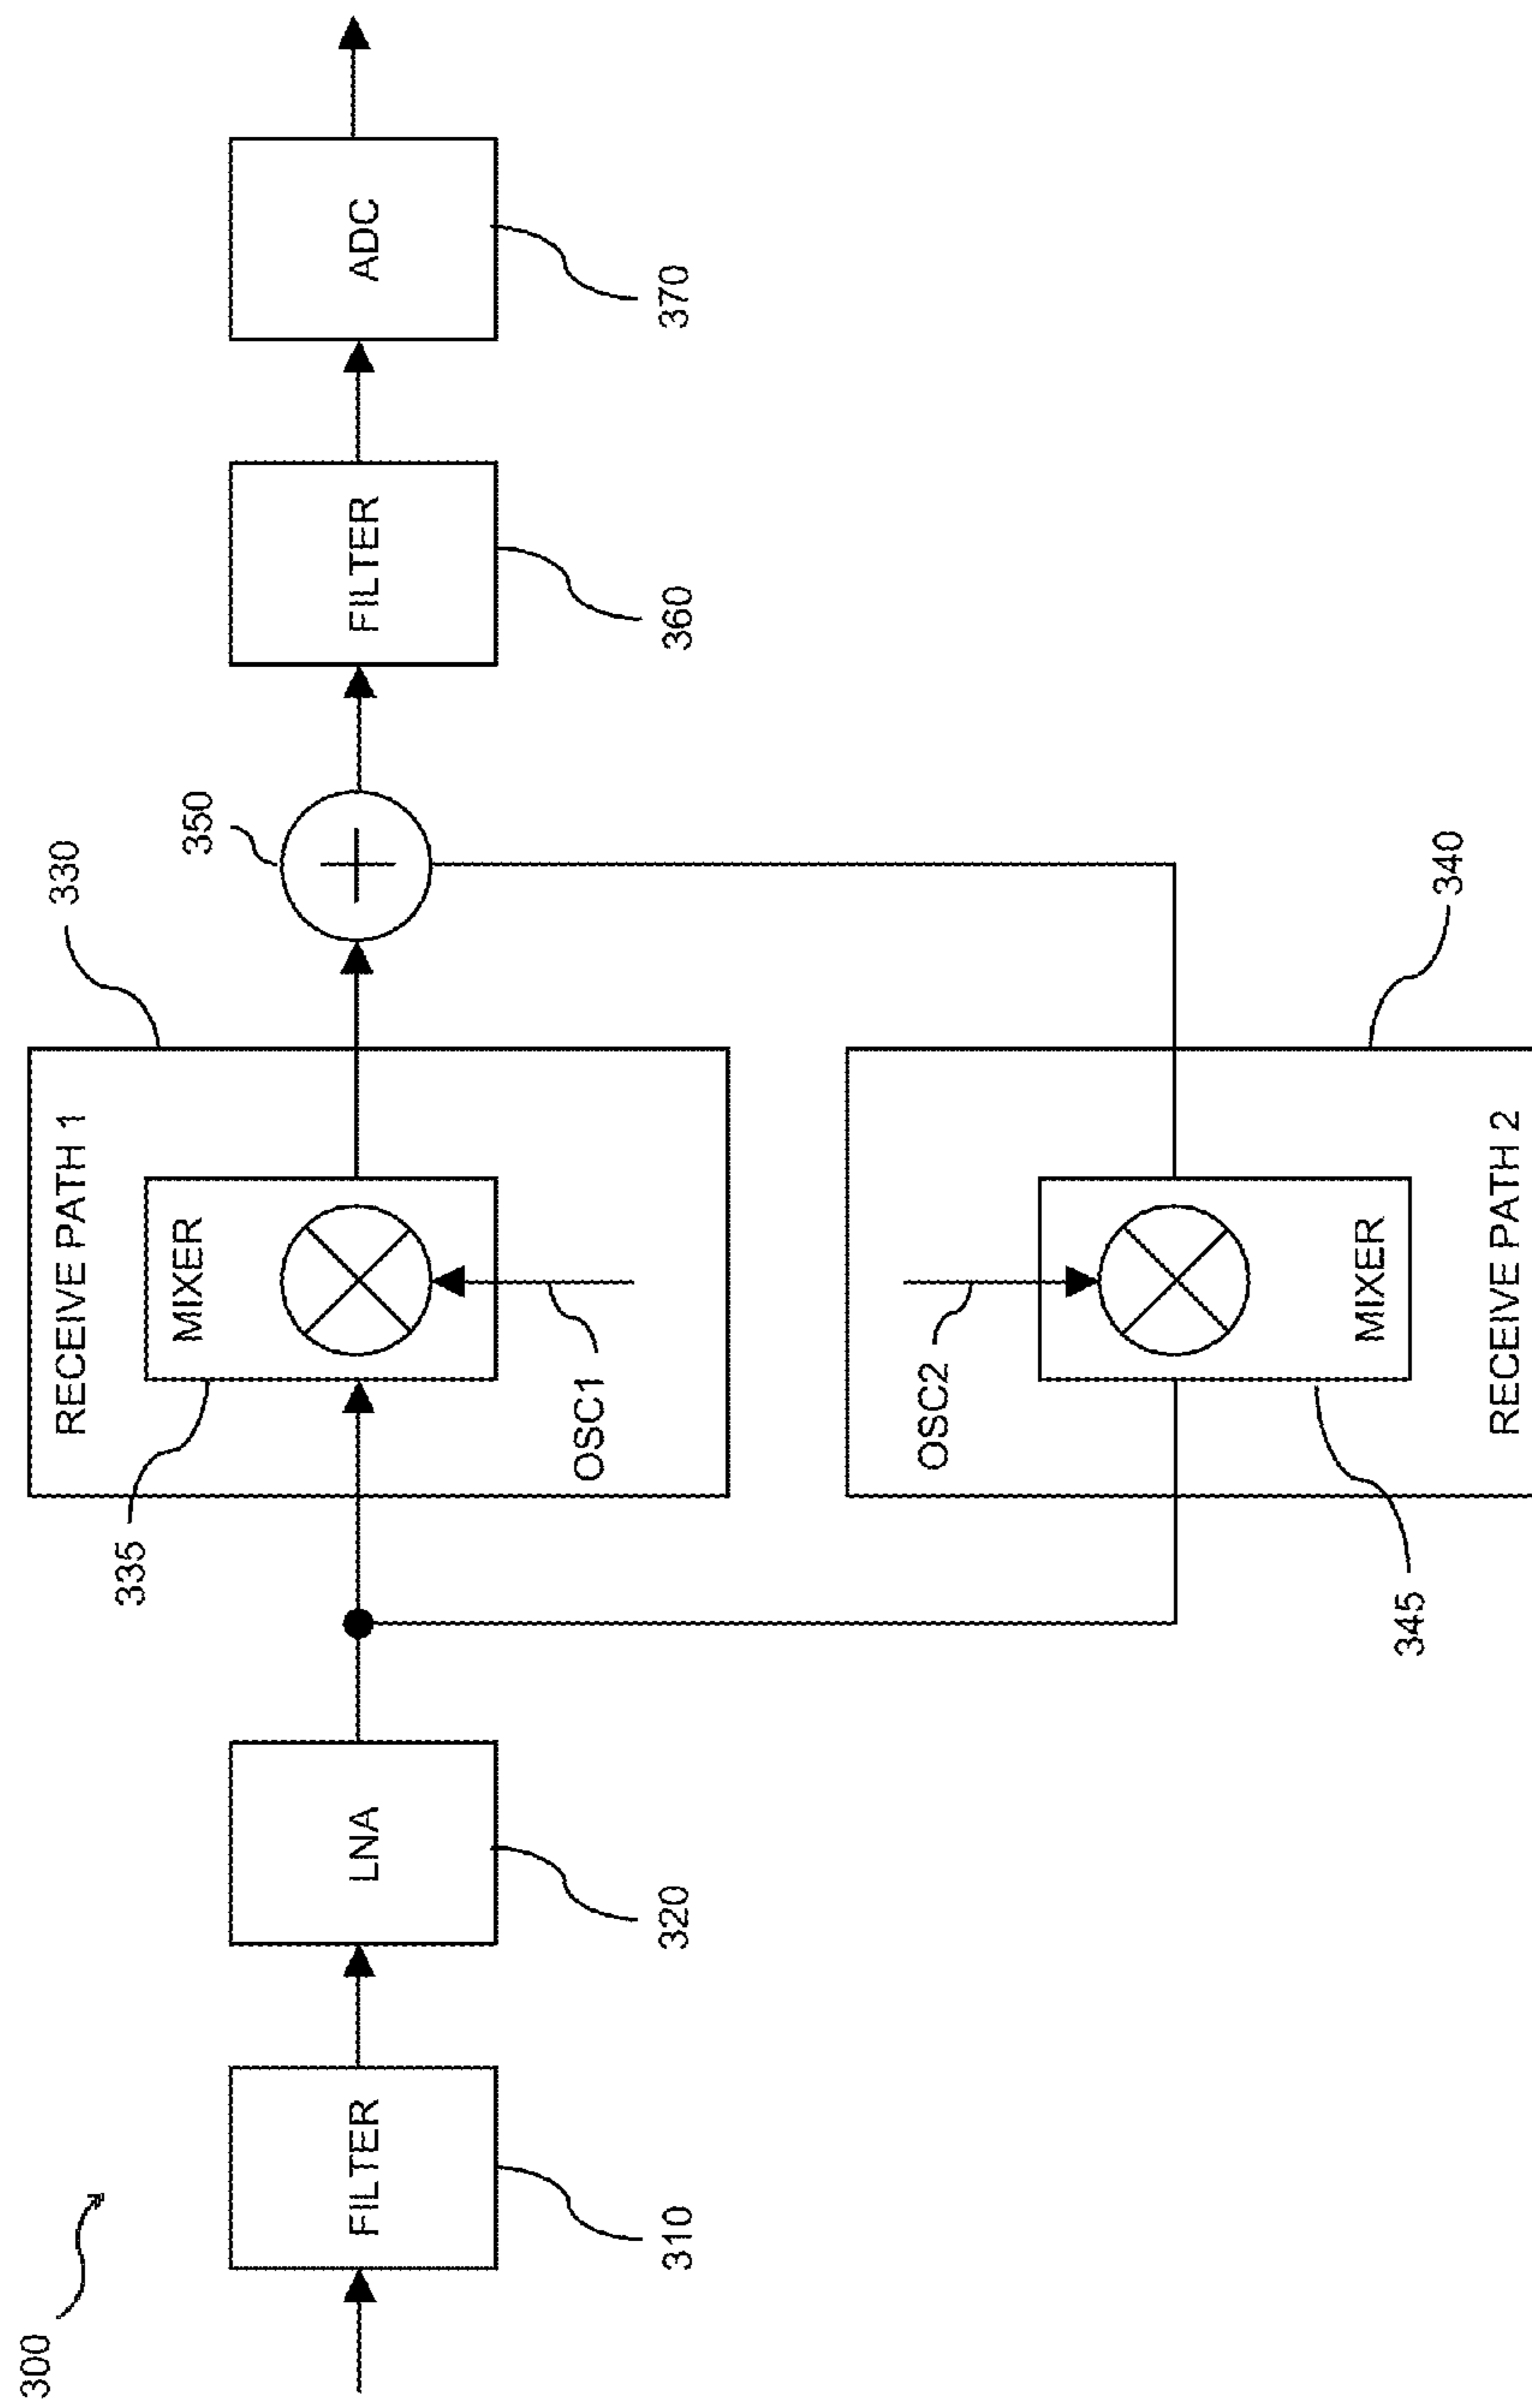 300
FILTER
310
LNA
320
335
RECEIVE PATH 1
MIXER
OSC1
330
345
OSC2
MIXER
RECEIVE PATH 2
340
350
FILTER
360
ADC
370